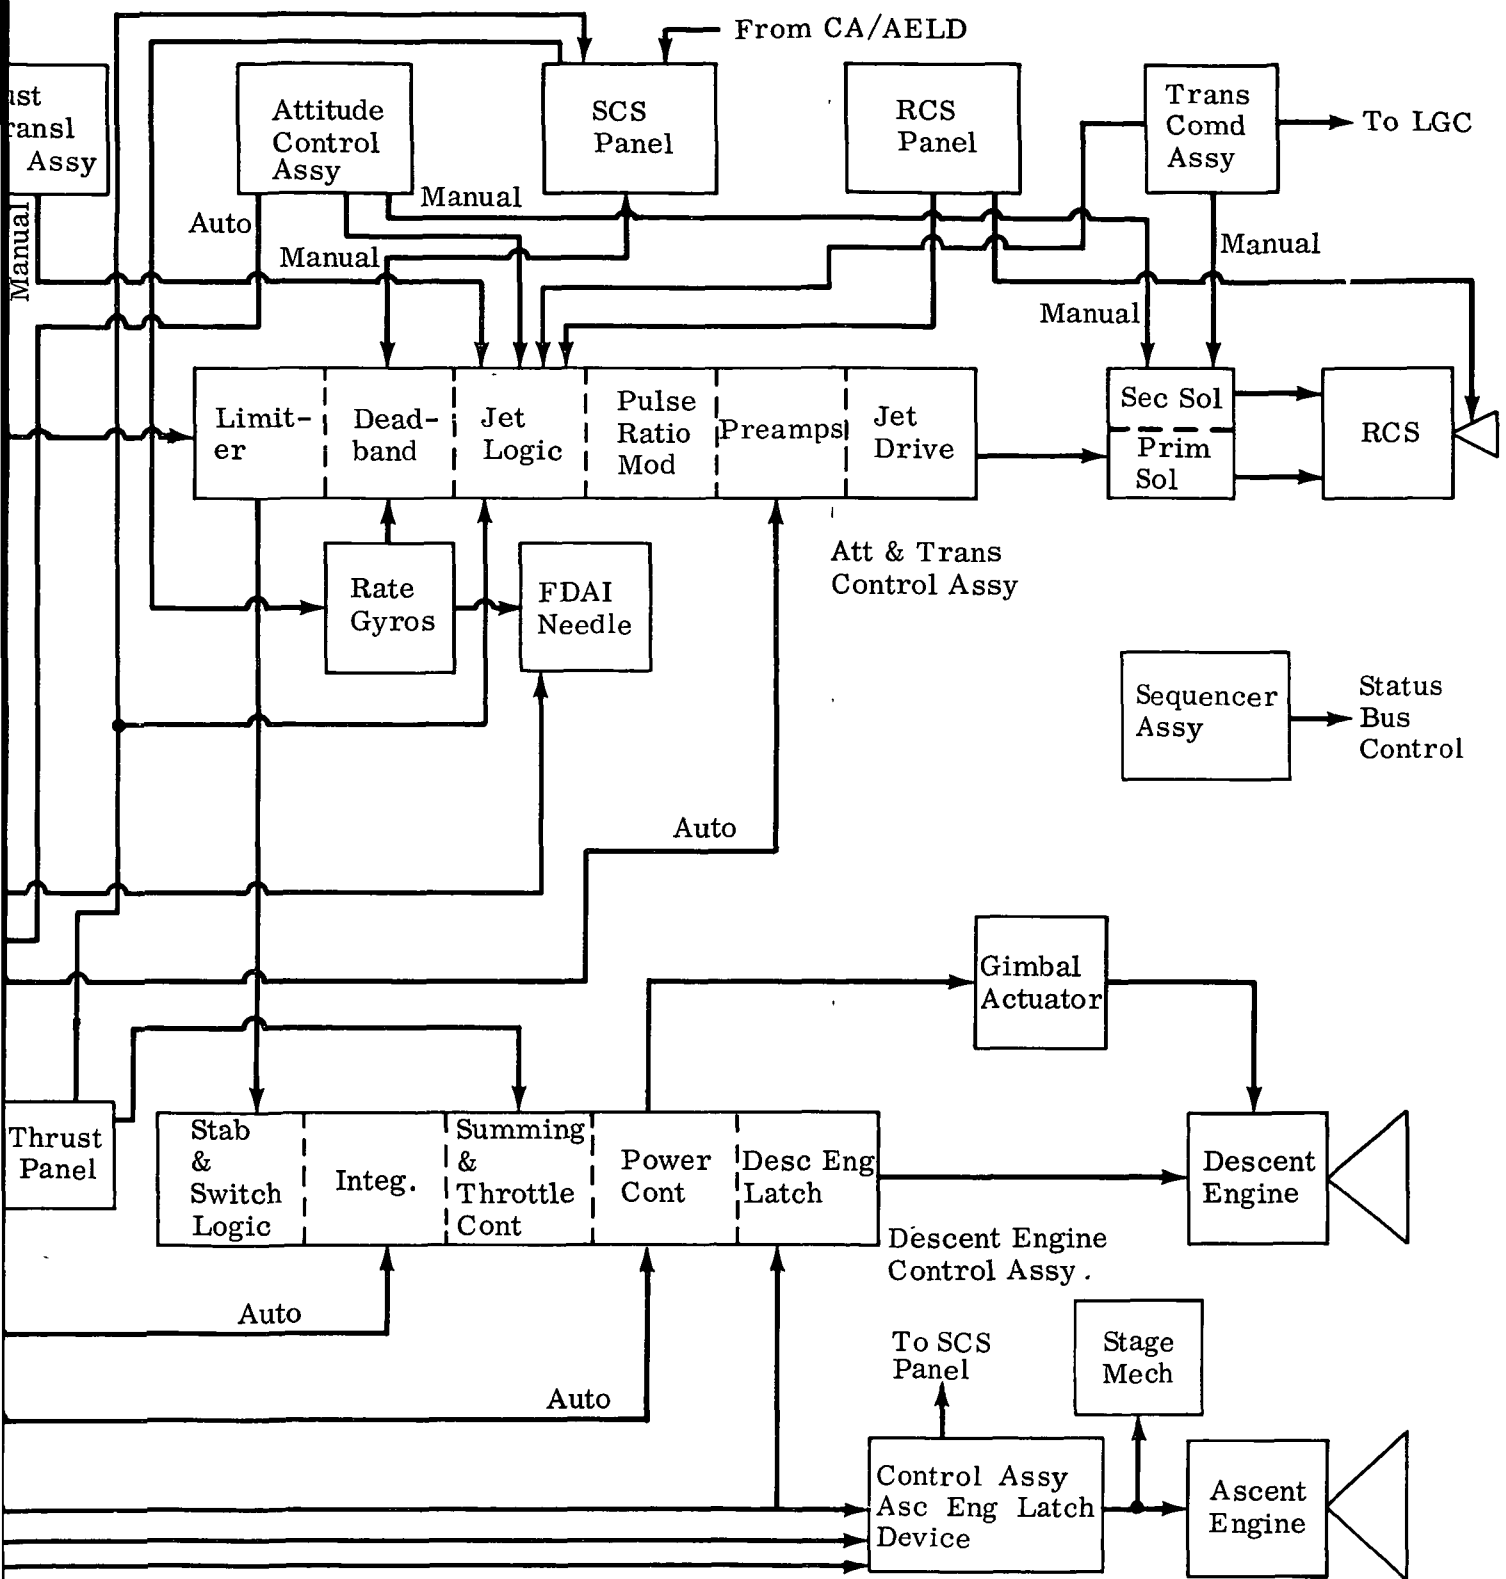 From CA/AELD
Assy
Attitude
Control
Assy
SCS
Panel
RCS
Panel
Trans
Comd
Assy
To LGC
Manual
Auto
Manual
Manual
Manual
Manual
Limit-
er
Dead-
band
Jet
Logic
Pulse
Ratio
Mod
Preamps
Jet
Drive
Sec Sol
Prim
Sol
RCS
Att & Trans
Control Assy
Rate
Gyros
FDAI
Needle
Sequencer
Assy
Status
Bus
Control
Auto
Gimbal
Actuator
Thrust
Panel
Stab
&
Switch
Logic
Integ.
Summing
&
Throttle
Cont
Power
Cont
Desc Eng
Latch
Descent
Engine
Descent Engine
Control Assy.
Auto
Auto
To SCS
Panel
Stage
Mech
Control Assy
Asc Eng Latch
Device
Ascent
Engine